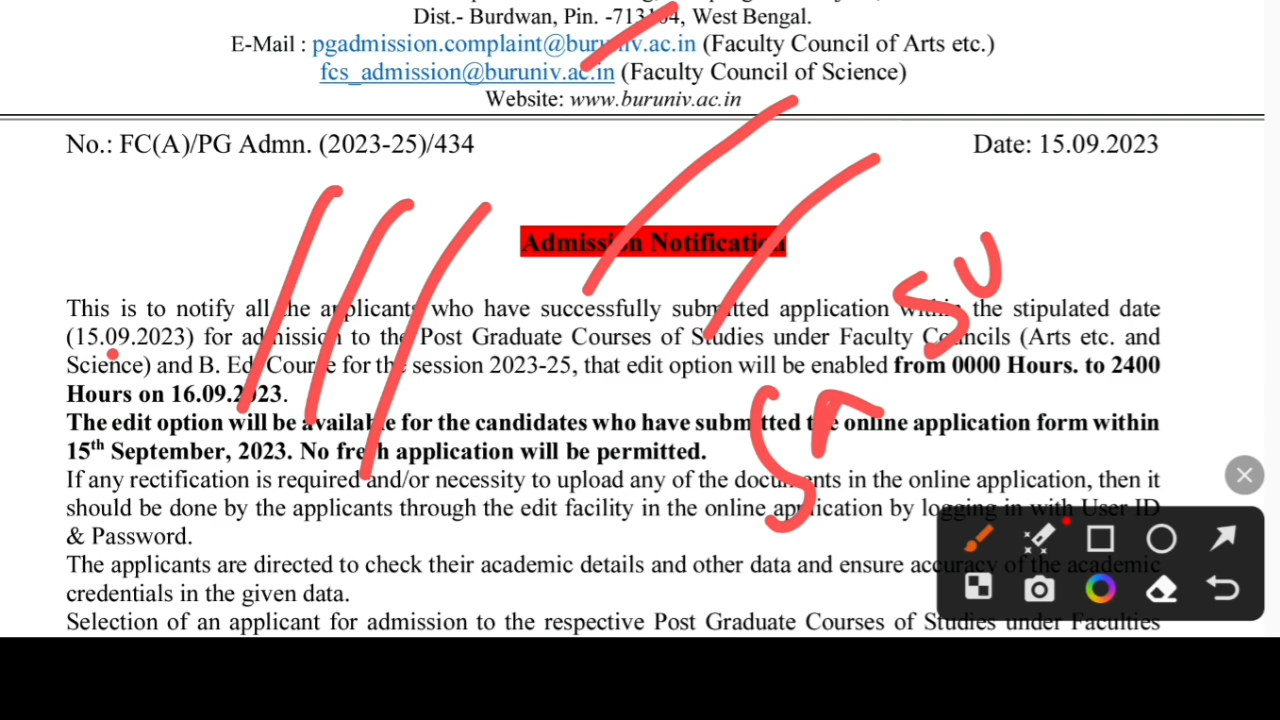 Dist.- Burdwan, Pin. -713104, West Bengal.
E-Mail : pgadmission.complaint@buruniv.ac.in (Faculty Council of Arts etc.)
fcs_admission@buruniv.ac.in (Faculty Council of Science)
Website: www.buruniv.ac.in
No.: FC(A)/PG Admn. (2023-25)/434 Date: 15.09.2023
Admission Notification
This is to notify all the applicants who have successfully submitted application within the stipulated date
(15.09.2023) for admission to the Post Graduate Courses of Studies under Faculty Councils (Arts etc. and
Science) and B. Ed Course for the session 2023-25, that edit option will be enabled from 0000 Hours. to 2400
Hours on 16.09.2023.
The edit option will be available for the candidates who have submitted the online application form within
15th September, 2023. No fresh application will be permitted.
If any rectification is required and/or necessity to upload any of the documents in the online application, then it
should be done by the applicants through the edit facility in the online application by logging in with User ID
& Password.
The applicants are directed to check their academic details and other data and ensure accuracy of the academic
credentials in the given data.
Selection of an applicant for admission to the respective Post Graduate Courses of Studies under Faculties